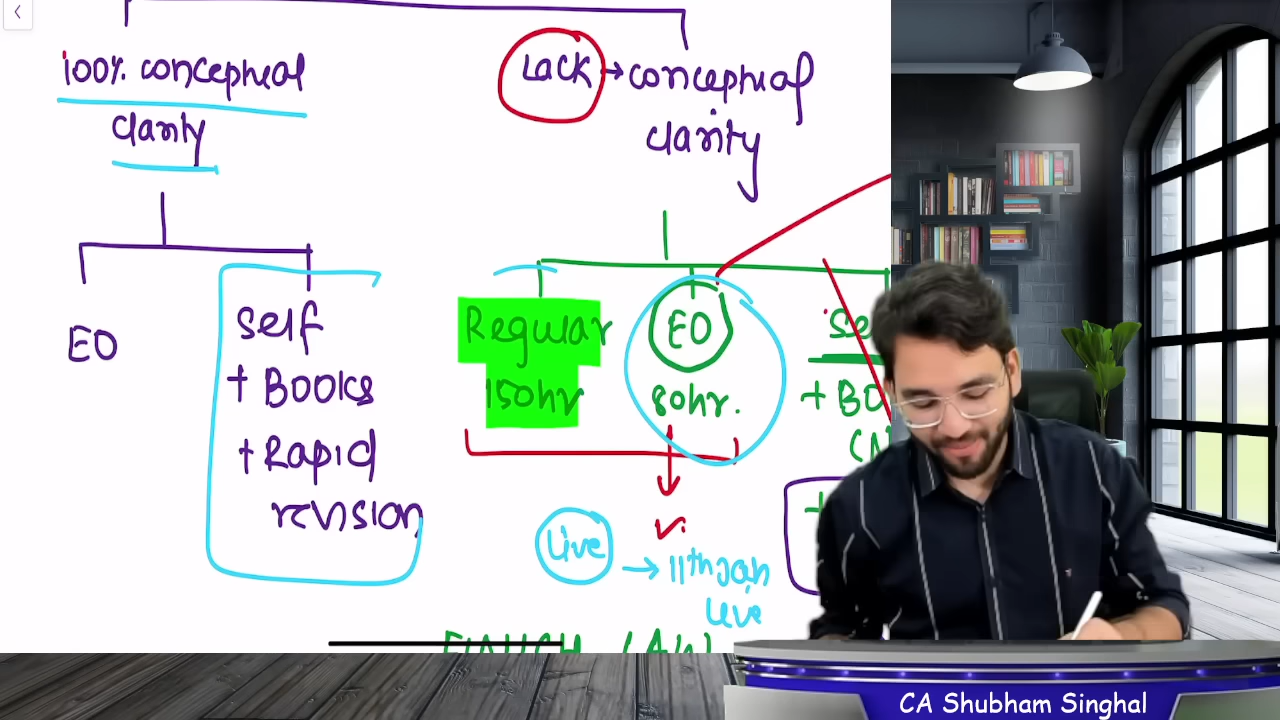 100% conceptual
clarity
Lack → conceptual
clarity
EO
Self
+ Books
+ Rapid
revision
Regular
150hr
EO
80hr.
+
Live → 11th Jan
Live
CA Shubham Singhal